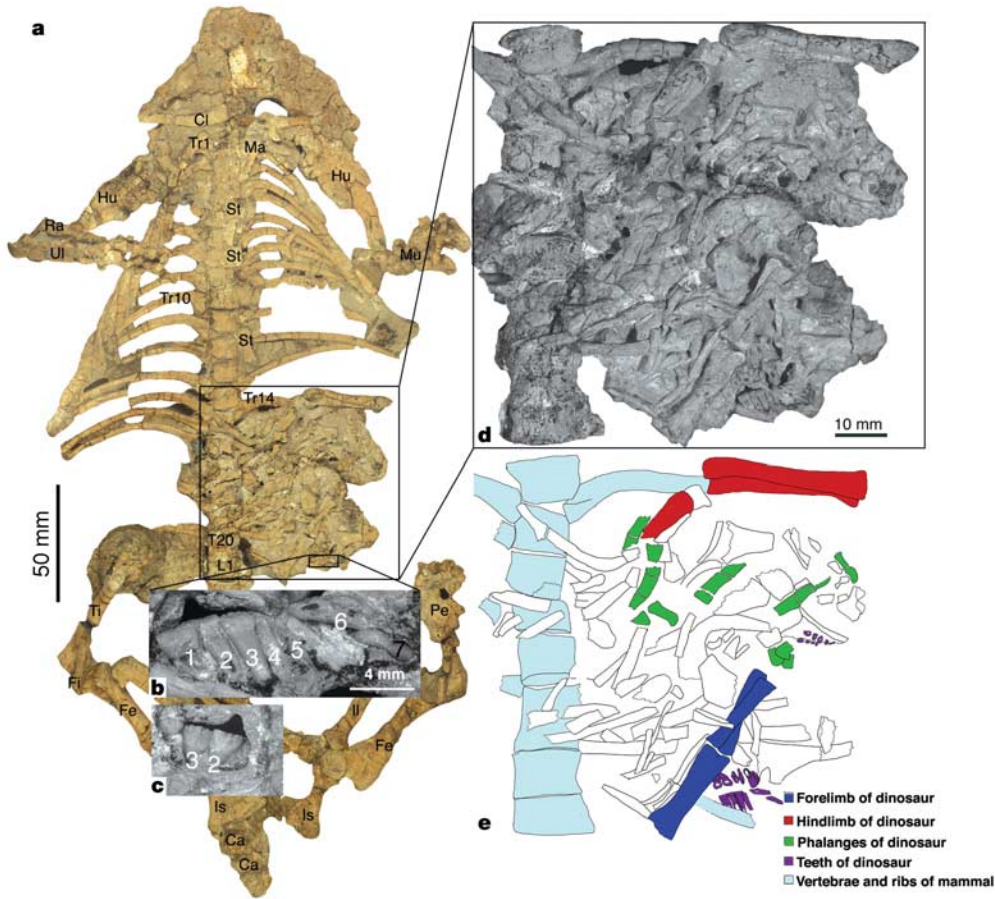 a
Cl
Tr1
Ma
Hu
Hu
St
Ra
Ul
St
Mu
Tr10
St
Tr14
d
10 mm
50 mm
T20
L1
Ti
Pe
6
1 2 3 4 5 7
b
4 mm
Fi
Fe
Il
Fe
3 2
c
Is
Is
Ca
Ca
e
Forelimb of dinosaur
Hindlimb of dinosaur
Phalanges of dinosaur
Teeth of dinosaur
Vertebrae and ribs of mammal